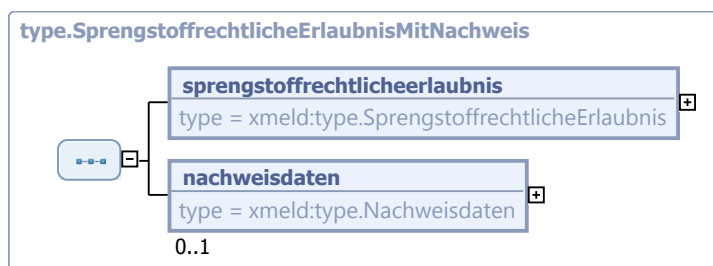 type.SprengstoffrechtlicheErlaubnisMitNachweis
sprengstoffrechtlicheerlaubnis
type = xmeld:type.SprengstoffrechtlicheErlaubnis
nachweisdaten
type = xmeld:type.Nachweisdaten
0..1